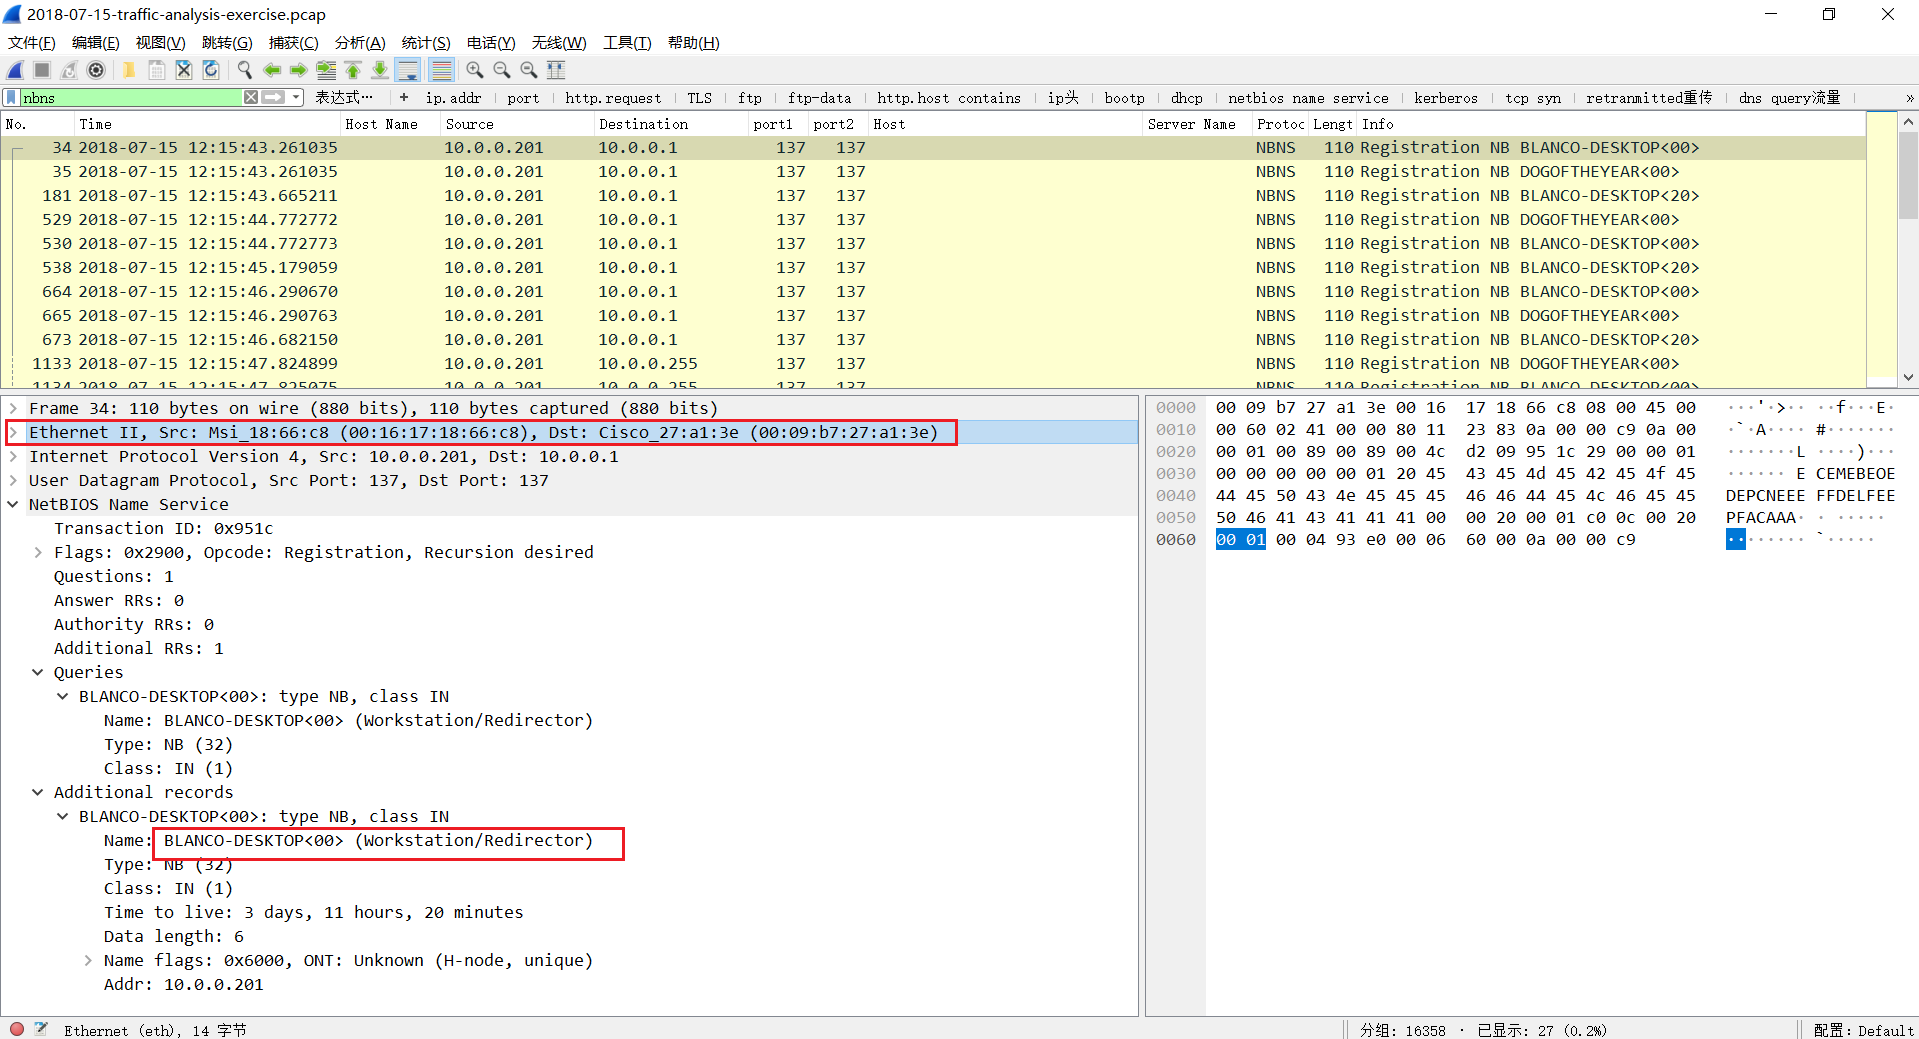 2018-07-15-traffic-analysis-exercise.pcap
文件(F) 编辑(E) 视图(V) 跳转(G) 捕获(C) 分析(A) 统计(S) 电话(Y) 无线(W) 工具(T) 帮助(H)
nbns 表达式… + ip.addr port http.request TLS ftp ftp-data http.host contains ip头 bootp dhcp netbios name service kerberos tcp syn retranmitted重传 dns query流量 »
No. Time Host Name Source Destination port1 port2 Host Server Name Protoc Lengt Info
34 2018-07-15 12:15:43.261035 10.0.0.201 10.0.0.1 137 137 NBNS 110 Registration NB BLANCO-DESKTOP<00>
35 2018-07-15 12:15:43.261035 10.0.0.201 10.0.0.1 137 137 NBNS 110 Registration NB DOGOFTHEYEAR<00>
181 2018-07-15 12:15:43.665211 10.0.0.201 10.0.0.1 137 137 NBNS 110 Registration NB BLANCO-DESKTOP<20>
529 2018-07-15 12:15:44.772772 10.0.0.201 10.0.0.1 137 137 NBNS 110 Registration NB DOGOFTHEYEAR<00>
530 2018-07-15 12:15:44.772773 10.0.0.201 10.0.0.1 137 137 NBNS 110 Registration NB BLANCO-DESKTOP<00>
538 2018-07-15 12:15:45.179059 10.0.0.201 10.0.0.1 137 137 NBNS 110 Registration NB BLANCO-DESKTOP<20>
664 2018-07-15 12:15:46.290670 10.0.0.201 10.0.0.1 137 137 NBNS 110 Registration NB BLANCO-DESKTOP<00>
665 2018-07-15 12:15:46.290763 10.0.0.201 10.0.0.1 137 137 NBNS 110 Registration NB DOGOFTHEYEAR<00>
673 2018-07-15 12:15:46.682150 10.0.0.201 10.0.0.1 137 137 NBNS 110 Registration NB BLANCO-DESKTOP<20>
1133 2018-07-15 12:15:47.824899 10.0.0.201 10.0.0.255 137 137 NBNS 110 Registration NB DOGOFTHEYEAR<00>
1134 2018-07-15 12:15:47.825075 10.0.0.201 10.0.0.255 137 137 NBNS 110 Registration NB BLANCO-DESKTOP<00>
Frame 34: 110 bytes on wire (880 bits), 110 bytes captured (880 bits)
Ethernet II, Src: Msi_18:66:c8 (00:16:17:18:66:c8), Dst: Cisco_27:a1:3e (00:09:b7:27:a1:3e)
Internet Protocol Version 4, Src: 10.0.0.201, Dst: 10.0.0.1
User Datagram Protocol, Src Port: 137, Dst Port: 137
NetBIOS Name Service
Transaction ID: 0x951c
Flags: 0x2900, Opcode: Registration, Recursion desired
Questions: 1
Answer RRs: 0
Authority RRs: 0
Additional RRs: 1
Queries
BLANCO-DESKTOP<00>: type NB, class IN
Name: BLANCO-DESKTOP<00> (Workstation/Redirector)
Type: NB (32)
Class: IN (1)
Additional records
BLANCO-DESKTOP<00>: type NB, class IN
Name: BLANCO-DESKTOP<00> (Workstation/Redirector)
Type: NB (32)
Class: IN (1)
Time to live: 3 days, 11 hours, 20 minutes
Data length: 6
Name flags: 0x6000, ONT: Unknown (H-node, unique)
Addr: 10.0.0.201
0000 00 09 b7 27 a1 3e 00 16 17 18 66 c8 08 00 45 00 ···'·>·· ··f···E·
0010 00 60 02 41 00 00 80 11 23 83 0a 00 00 c9 0a 00 ·`·A···· #·······
0020 00 01 00 89 00 89 00 4c d2 09 95 1c 29 00 00 01 ·······L ····)···
0030 00 00 00 00 00 01 20 45 43 45 4d 45 42 45 4f 45 ······ E CEMEBEOE
0040 44 45 50 43 4e 45 45 45 46 46 44 45 4c 46 45 45 DEPCNEEE FFDELFEE
0050 50 46 41 43 41 41 41 00 00 20 00 01 c0 0c 00 20 PFACAAA· · ·····
0060 00 01 00 04 93 e0 00 06 60 00 0a 00 00 c9 ········ `·····
Ethernet (eth), 14 字节 分组: 16358 · 已显示: 27 (0.2%) 配置: Default